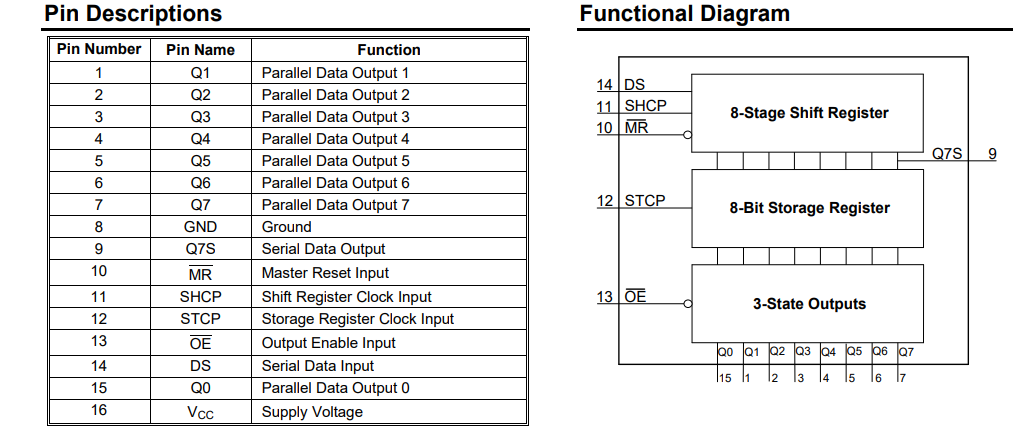 Pin Descriptions
Pin Number Pin Name Function
1 Q1 Parallel Data Output 1
2 Q2 Parallel Data Output 2
3 Q3 Parallel Data Output 3
4 Q4 Parallel Data Output 4
5 Q5 Parallel Data Output 5
6 Q6 Parallel Data Output 6
7 Q7 Parallel Data Output 7
8 GND Ground
9 Q7S Serial Data Output
10 M̅R̅ Master Reset Input
11 SHCP Shift Register Clock Input
12 STCP Storage Register Clock Input
13 O̅E̅ Output Enable Input
14 DS Serial Data Input
15 Q0 Parallel Data Output 0
16 VCC Supply Voltage
Functional Diagram
14 DS
11 SHCP
10 M̅R̅
8-Stage Shift Register
Q7S 9
12 STCP
8-Bit Storage Register
13 O̅E̅
3-State Outputs
Q0 Q1 Q2 Q3 Q4 Q5 Q6 Q7
15 1 2 3 4 5 6 7